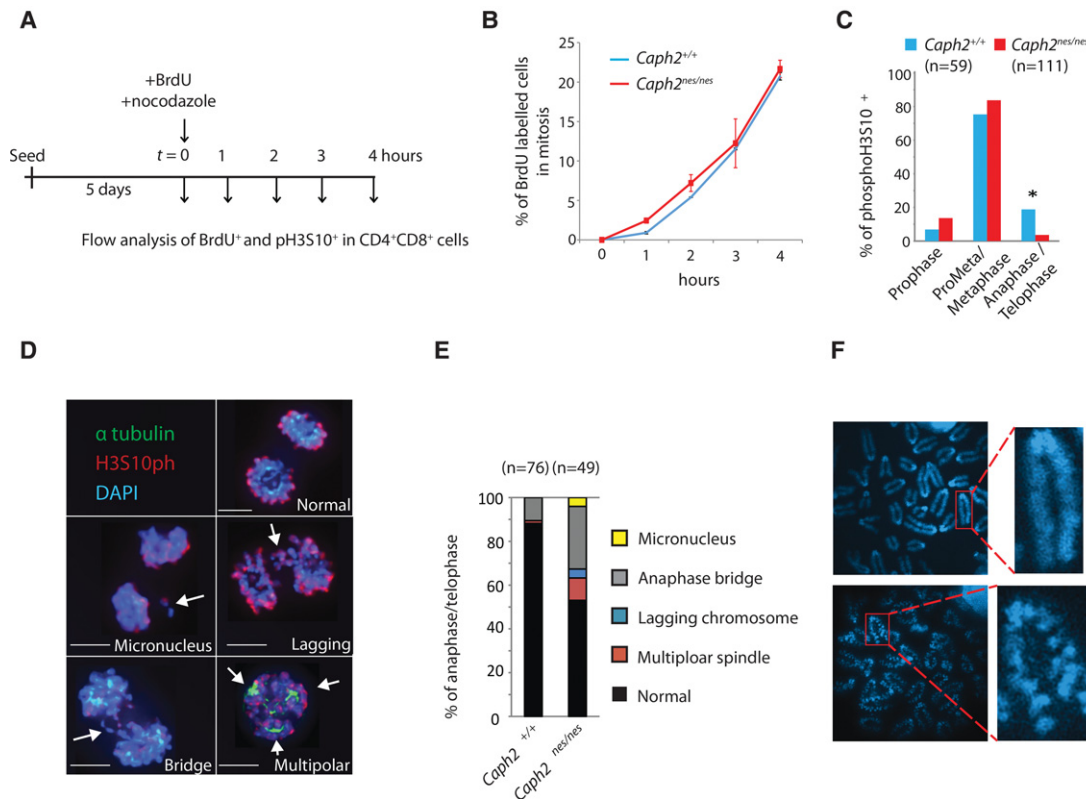 A
+BrdU
+nocodazole
Seed
t = 0
1
2
3
4 hours
5 days
Flow analysis of BrdU⁺ and pH3S10⁺ in CD4⁺CD8⁺ cells
B
% of BrdU labelled cells
in mitosis
25
20
15
10
5
0
Caph2⁺/⁺
Caph2ⁿᵉˢ/ⁿᵉˢ
0
1
2
3
4
hours
C
Caph2⁺/⁺
(n=59)
Caph2ⁿᵉˢ/ⁿᵉˢ
(n=111)
% of phosphoH3S10 ⁺
100
80
60
40
20
0
*
Prophase
ProMeta/
Metaphase
Anaphase /
Telophase
D
α tubulin
H3S10ph
DAPI
Normal
Micronucleus
Lagging
Bridge
Multipolar
E
(n=76)
(n=49)
% of anaphase/telophase
100
80
60
40
20
0
Caph2 ⁺/⁺
Caph2 ⁿᵉˢ/ⁿᵉˢ
Micronucleus
Anaphase bridge
Lagging chromosome
Multiploar spindle
Normal
F